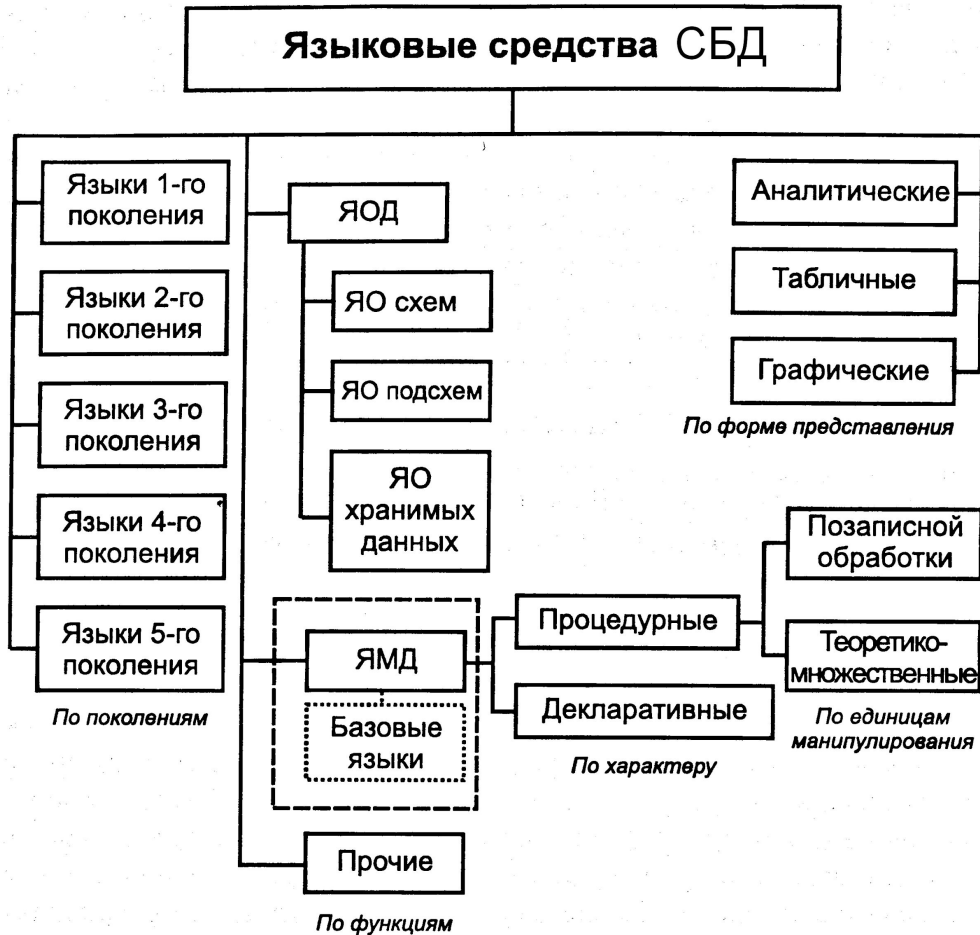 Языковые средства СБД
Языки 1-го
поколения
Языки 2-го
поколения
Языки 3-го
поколения
Языки 4-го
поколения
Языки 5-го
поколения
По поколениям
ЯОД
ЯО схем
ЯО подсхем
ЯО
хранимых
данных
ЯМД
Базовые
языки
Прочие
По функциям
Процедурные
Декларативные
По характеру
Позаписной
обработки
Теоретико-
множественные
По единицам
манипулирования
Аналитические
Табличные
Графические
По форме представления